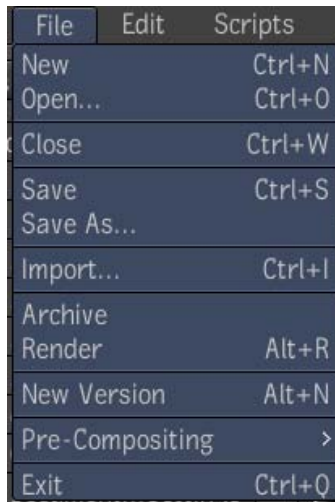 File Edit Scripts
New Ctrl+N
Open... Ctrl+O
Close Ctrl+W
Save Ctrl+S
Save As...
Import... Ctrl+I
Archive
Render Alt+R
New Version Alt+N
Pre-Compositing >
Exit Ctrl+Q